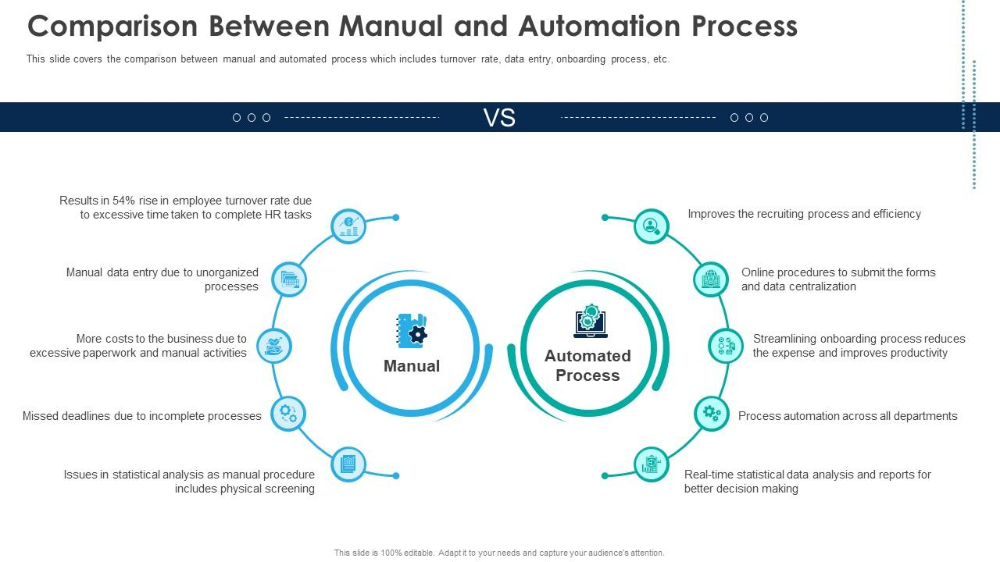 Comparison Between Manual and Automation Process
This slide covers the comparison between manual and automated process which includes turnover rate, data entry, onboarding process, etc.
VS
Results in 54% rise in employee turnover rate due
to excessive time taken to complete HR tasks
Manual data entry due to unorganized
processes
More costs to the business due to
excessive paperwork and manual activities
Missed deadlines due to incomplete processes
Issues in statistical analysis as manual procedure
includes physical screening
Manual
Automated
Process
Improves the recruiting process and efficiency
Online procedures to submit the forms
and data centralization
Streamlining onboarding process reduces
the expense and improves productivity
Process automation across all departments
Real-time statistical data analysis and reports for
better decision making
This slide is 100% editable. Adapt it to your needs and capture your audience's attention.